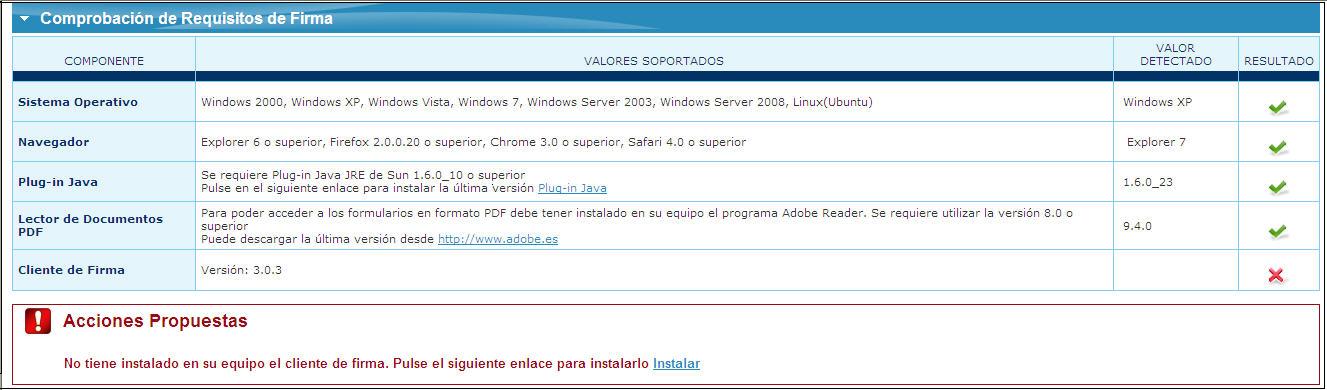 Comprobación de Requisitos de Firma
COMPONENTE
VALORES SOPORTADOS
VALOR
DETECTADO
RESULTADO
Sistema Operativo
Windows 2000, Windows XP, Windows Vista, Windows 7, Windows Server 2003, Windows Server 2008, Linux(Ubuntu)
Windows XP
Navegador
Explorer 6 o superior, Firefox 2.0.0.20 o superior, Chrome 3.0 o superior, Safari 4.0 o superior
Explorer 7
Plug-in Java
Se requiere Plug-in Java JRE de Sun 1.6.0_10 o superior
Pulse en el siguiente enlace para instalar la última versión Plug-in Java
1.6.0_23
Lector de Documentos
PDF
Para poder acceder a los formularios en formato PDF debe tener instalado en su equipo el programa Adobe Reader. Se requiere utilizar la versión 8.0 o
superior
Puede descargar la última versión desde http://www.adobe.es
9.4.0
Cliente de Firma
Versión: 3.0.3
Acciones Propuestas
No tiene instalado en su equipo el cliente de firma. Pulse el siguiente enlace para instalarlo Instalar